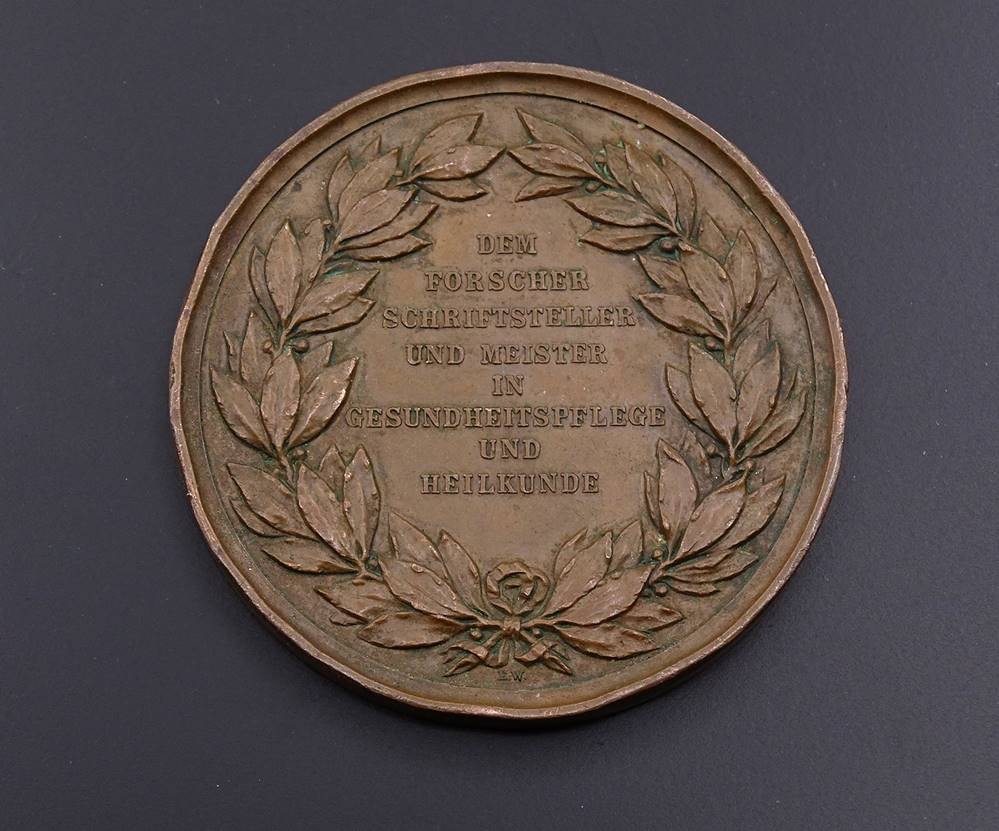 DEM
FORSCHER
SCHRIFTSTELLER
UND MEISTER
IN
GESUNDHEITSPFLEGE
UND
HEILKUNDE